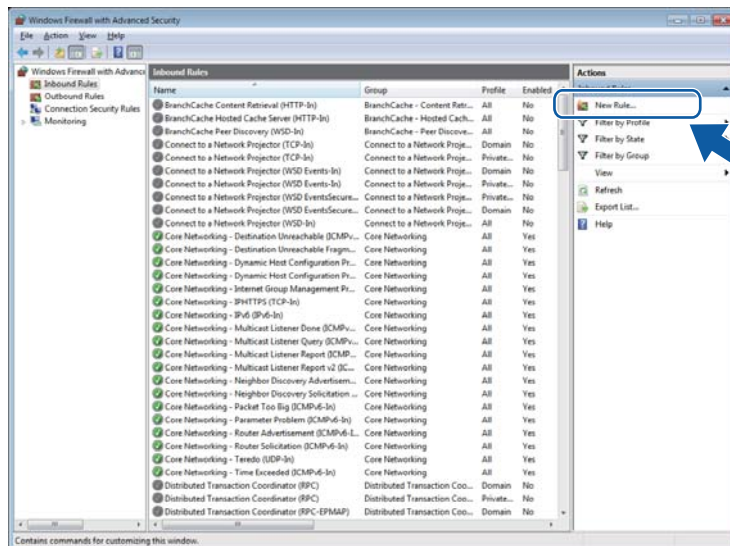 Windows Firewall with Advanced Security
File Action View Help
Windows Firewall with Advance
Inbound Rules
Outbound Rules
Connection Security Rules
Monitoring
Inbound Rules
Name Group Profile Enabled
BranchCache Content Retrieval (HTTP-In) BranchCache - Content Retr... All No
BranchCache Hosted Cache Server (HTTP-In) BranchCache - Hosted Cach... All No
BranchCache Peer Discovery (WSD-In) BranchCache - Peer Discove... All No
Connect to a Network Projector (TCP-In) Connect to a Network Proje... Domain No
Connect to a Network Projector (TCP-In) Connect to a Network Proje... Private... No
Connect to a Network Projector (WSD Events-In) Connect to a Network Proje... Domain No
Connect to a Network Projector (WSD Events-In) Connect to a Network Proje... Private... No
Connect to a Network Projector (WSD EventsSecure... Connect to a Network Proje... Private... No
Connect to a Network Projector (WSD EventsSecure... Connect to a Network Proje... Domain No
Connect to a Network Projector (WSD-In) Connect to a Network Proje... All No
Core Networking - Destination Unreachable (ICMPv... Core Networking All Yes
Core Networking - Destination Unreachable Fragm... Core Networking All Yes
Core Networking - Dynamic Host Configuration Pr... Core Networking All Yes
Core Networking - Dynamic Host Configuration Pr... Core Networking All Yes
Core Networking - Internet Group Management Pr... Core Networking All Yes
Core Networking - IPHTTPS (TCP-In) Core Networking All Yes
Core Networking - IPv6 (IPv6-In) Core Networking All Yes
Core Networking - Multicast Listener Done (ICMPv... Core Networking All Yes
Core Networking - Multicast Listener Query (ICMPv... Core Networking All Yes
Core Networking - Multicast Listener Report (ICMP... Core Networking All Yes
Core Networking - Multicast Listener Report v2 (IC... Core Networking All Yes
Core Networking - Neighbor Discovery Advertisem... Core Networking All Yes
Core Networking - Neighbor Discovery Solicitation ... Core Networking All Yes
Core Networking - Packet Too Big (ICMPv6-In) Core Networking All Yes
Core Networking - Parameter Problem (ICMPv6-In) Core Networking All Yes
Core Networking - Router Advertisement (ICMPv6-I... Core Networking All Yes
Core Networking - Router Solicitation (ICMPv6-In) Core Networking All Yes
Core Networking - Teredo (UDP-In) Core Networking All Yes
Core Networking - Time Exceeded (ICMPv6-In) Core Networking All Yes
Distributed Transaction Coordinator (RPC) Distributed Transaction Coo... Domain No
Distributed Transaction Coordinator (RPC) Distributed Transaction Coo... Private... No
Distributed Transaction Coordinator (RPC-EPMAP) Distributed Transaction Coo... Domain No
Actions
New Rule...
Filter by Profile
Filter by State
Filter by Group
View
Refresh
Export List...
Help
Contains commands for customizing this window.